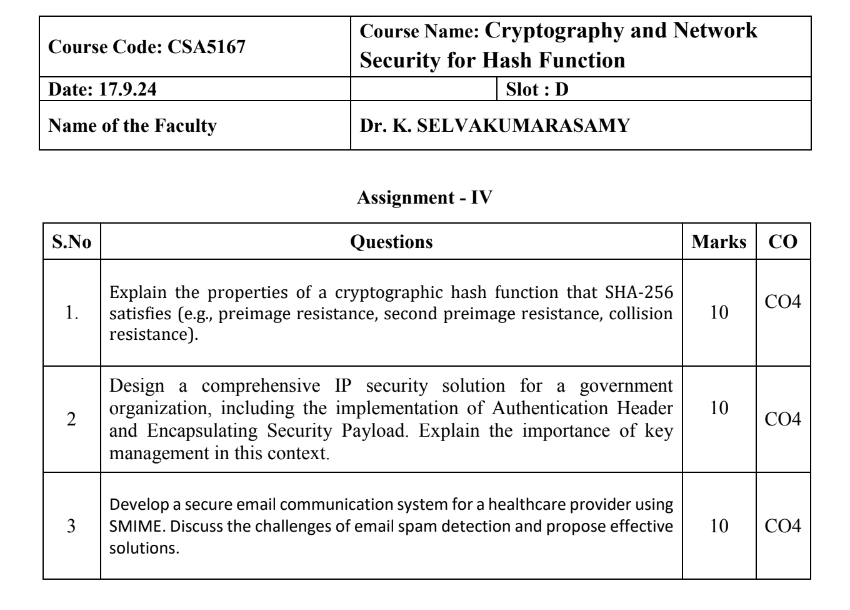 Course Code: CSA5167
Course Name: Cryptography and Network
Security for Hash Function
Date: 17.9.24
Slot : D
Name of the Faculty
Dr. K. SELVAKUMARASAMY
Assignment - IV
S.No
Questions
Marks
CO
1.
Explain the properties of a cryptographic hash function that SHA-256
satisfies (e.g., preimage resistance, second preimage resistance, collision
resistance).
10
CO4
2
Design a comprehensive IP security solution for a government
organization, including the implementation of Authentication Header
and Encapsulating Security Payload. Explain the importance of key
management in this context.
10
CO4
3
Develop a secure email communication system for a healthcare provider using
SMIME. Discuss the challenges of email spam detection and propose effective
solutions.
10
CO4